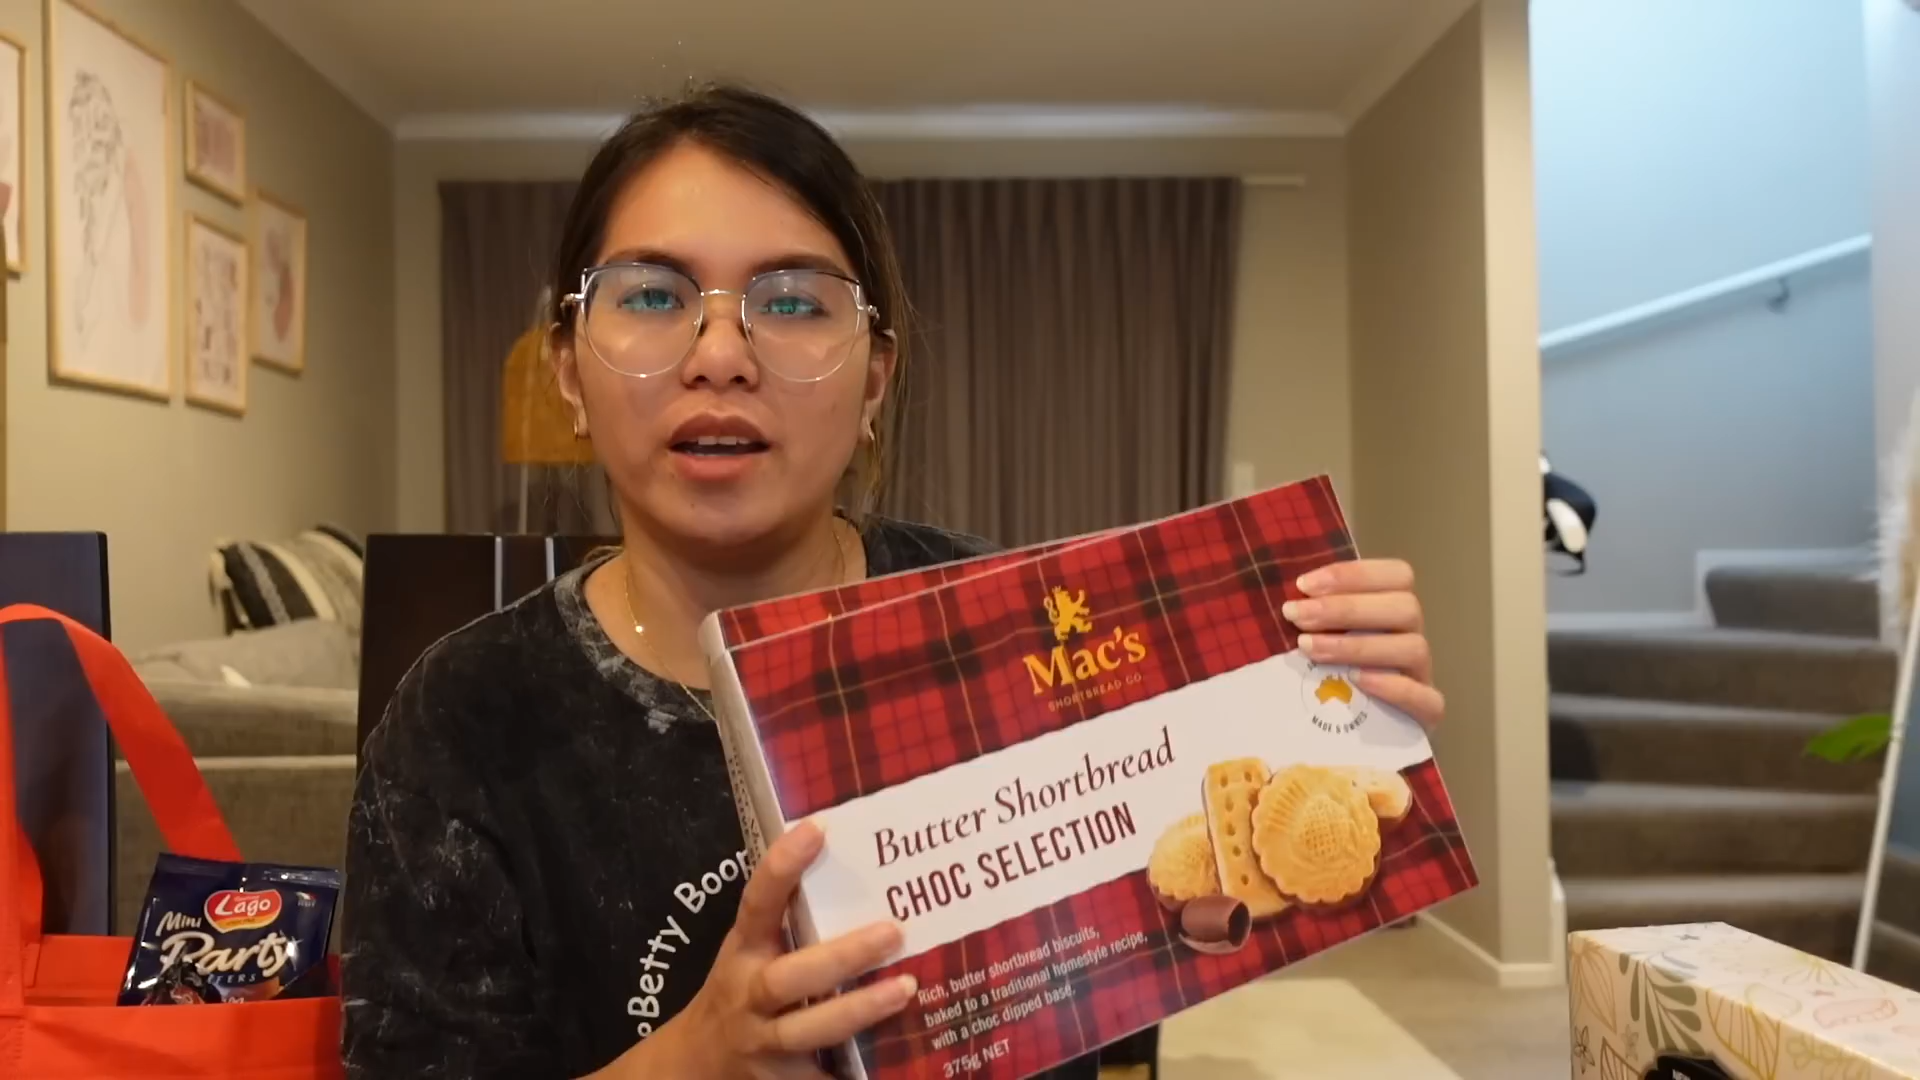 Mac's
SHORTBREAD CO.
MADE & OWNED
Butter Shortbread
CHOC SELECTION
Rich, butter shortbread biscuits,
baked to a traditional homestyle recipe,
with a choc dipped base.
375g NET
Betty Boop
Lago
Mini
Party